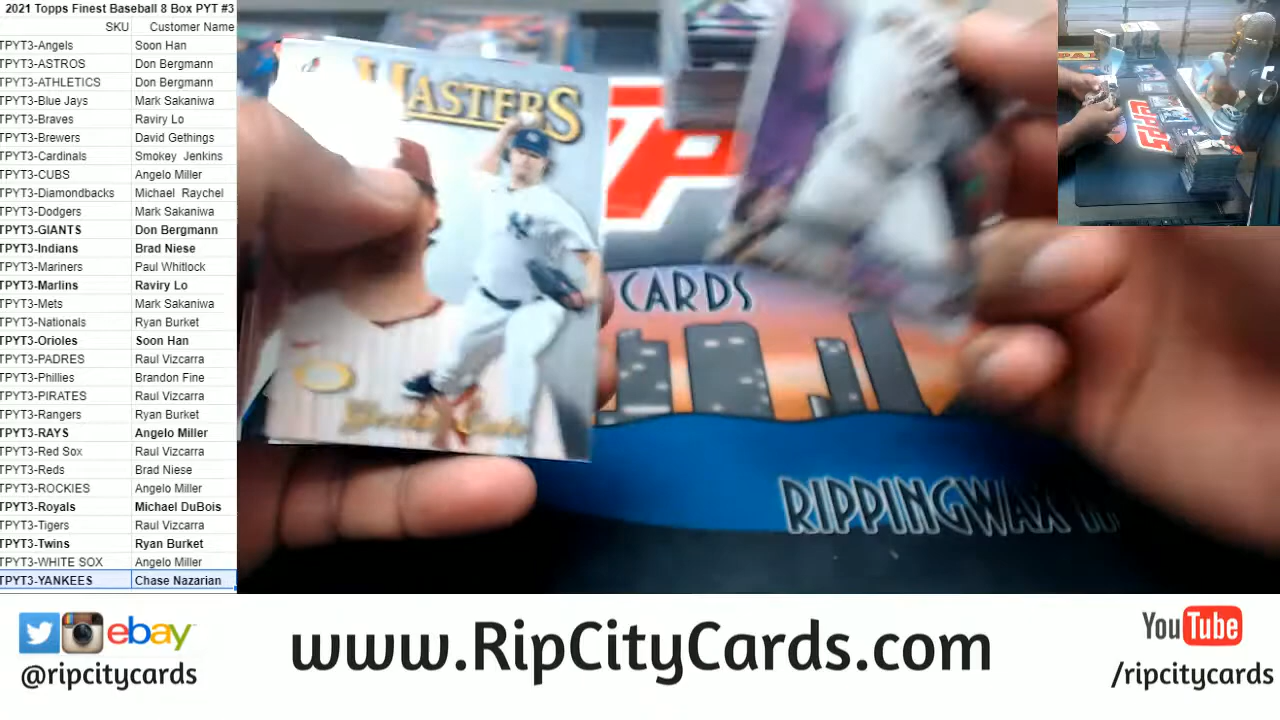 2021 Topps Finest Baseball 8 Box PYT #3
SKU Customer Name
TPYT3-Angels Soon Han
TPYT3-ASTROS Don Bergmann
TPYT3-ATHLETICS Don Bergmann
TPYT3-Blue Jays Mark Sakaniwa
TPYT3-Braves Raviry Lo
TPYT3-Brewers David Gethings
TPYT3-Cardinals Smokey Jenkins
TPYT3-CUBS Angelo Miller
TPYT3-Diamondbacks Michael Raychel
TPYT3-Dodgers Mark Sakaniwa
TPYT3-GIANTS Don Bergmann
TPYT3-Indians Brad Niese
TPYT3-Mariners Paul Whitlock
TPYT3-Marlins Raviry Lo
TPYT3-Mets Mark Sakaniwa
TPYT3-Nationals Ryan Burket
TPYT3-Orioles Soon Han
TPYT3-PADRES Raul Vizcarra
TPYT3-Phillies Brandon Fine
TPYT3-PIRATES Raul Vizcarra
TPYT3-Rangers Ryan Burket
TPYT3-RAYS Angelo Miller
TPYT3-Red Sox Raul Vizcarra
TPYT3-Reds Brad Niese
TPYT3-ROCKIES Angelo Miller
TPYT3-Royals Michael DuBois
TPYT3-Tigers Raul Vizcarra
TPYT3-Twins Ryan Burket
TPYT3-WHITE SOX Angelo Miller
TPYT3-YANKEES Chase Nazarian
MASTERS
CARDS
RIPPINGWAX
ebay
@ripcitycards
www.RipCityCards.com
YouTube
/ripcitycards